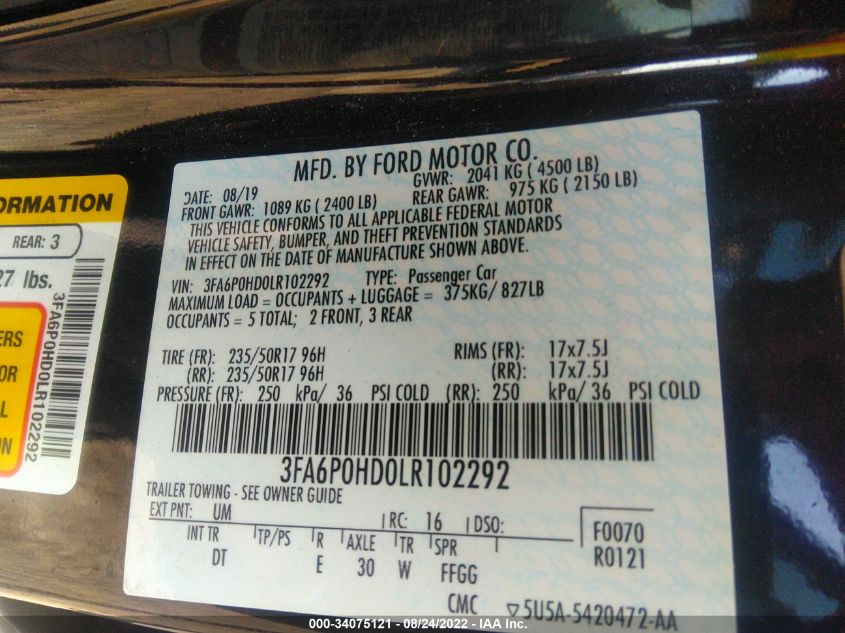 MFD. BY FORD MOTOR CO.
DATE: 08/19 GVWR: 2041 KG ( 4500 LB)
FRONT GAWR: 1089 KG ( 2400 LB) REAR GAWR: 975 KG ( 2150 LB)
THIS VEHICLE CONFORMS TO ALL APPLICABLE FEDERAL MOTOR
VEHICLE SAFETY, BUMPER, AND THEFT PREVENTION STANDARDS
IN EFFECT ON THE DATE OF MANUFACTURE SHOWN ABOVE.
VIN: 3FA6P0HD0LR102292 TYPE: Passenger Car
MAXIMUM LOAD = OCCUPANTS + LUGGAGE = 375KG/ 827LB
OCCUPANTS = 5 TOTAL; 2 FRONT, 3 REAR
TIRE (FR): 235/50R17 96H RIMS (FR): 17x7.5J
(RR): 235/50R17 96H (RR): 17x7.5J
PRESSURE (FR): 250 kPa/ 36 PSI COLD (RR): 250 kPa/ 36 PSI COLD
3FA6P0HD0LR102292
TRAILER TOWING - SEE OWNER GUIDE
EXT PNT: UM RC: 16 DSO: F0070
INT TR TP/PS R AXLE TR SPR R0121
DT E 30 W FFGG
CMC ▽5U5A-5420472-AA
ORMATION
REAR: 3
27 lbs.
3FA6P0HD0LR102292
ERS
OR
L
ON
000-34075121 - 08/24/2022 - IAA Inc.